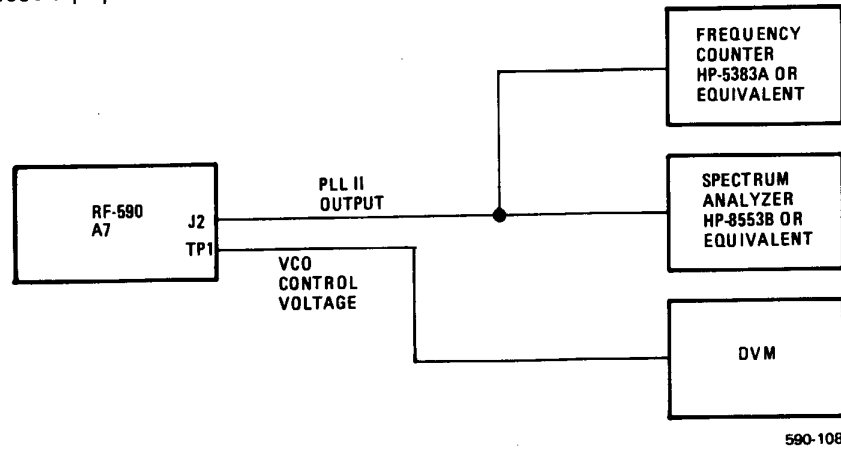 FREQUENCY
COUNTER
HP-5383A OR
EQUIVALENT
PLL II
OUTPUT
SPECTRUM
ANALYZER
HP-8553B OR
EQUIVALENT
RF-590
A7
J2
TP1
VCO
CONTROL
VOLTAGE
DVM
590-108